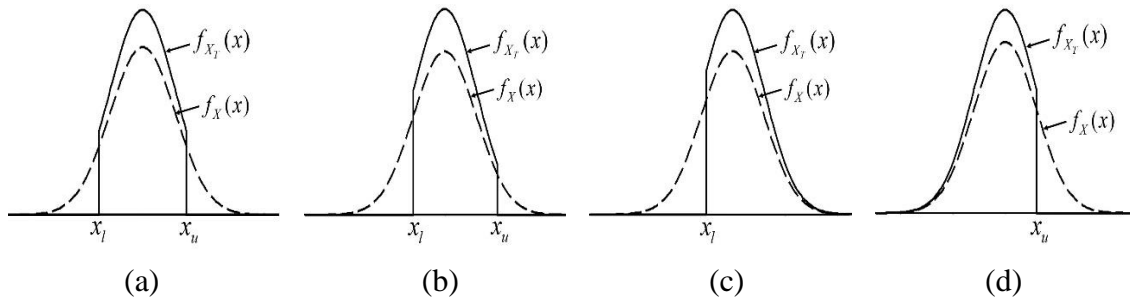 f_{X_T}(x)
f_X(x)
x_l x_u
(a)
f_{X_T}(x)
f_X(x)
x_l x_u
(b)
f_{X_T}(x)
f_X(x)
x_l
(c)
f_{X_T}(x)
f_X(x)
x_u
(d)